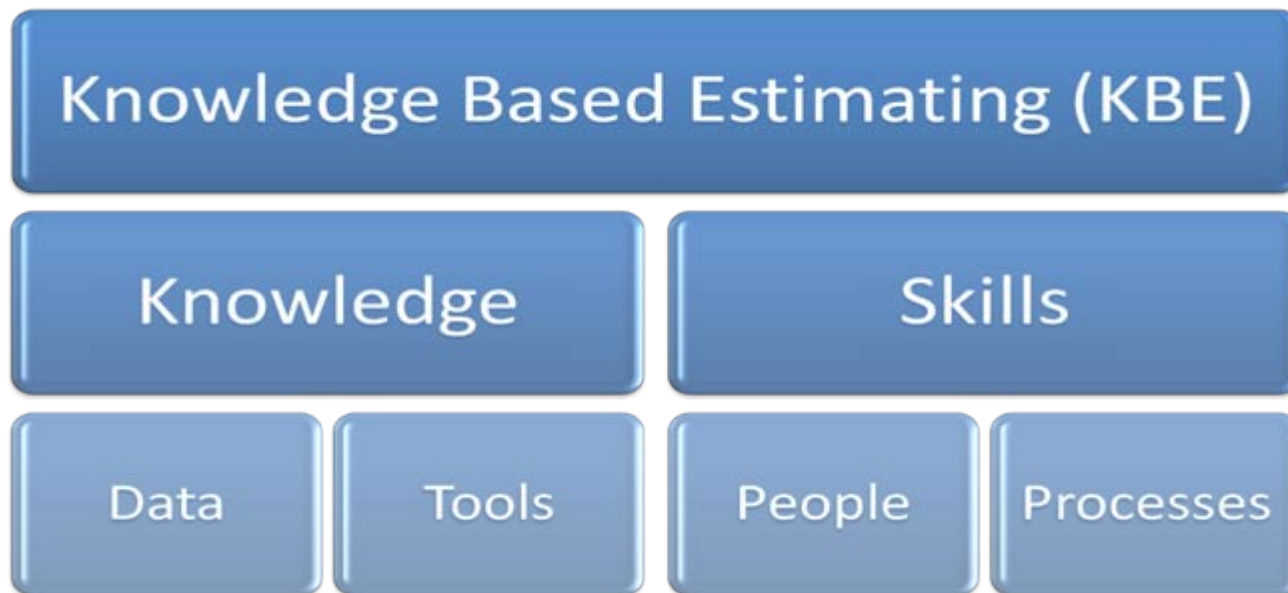 Knowledge Based Estimating (KBE)
Knowledge
Skills
Data
Tools
People
Processes